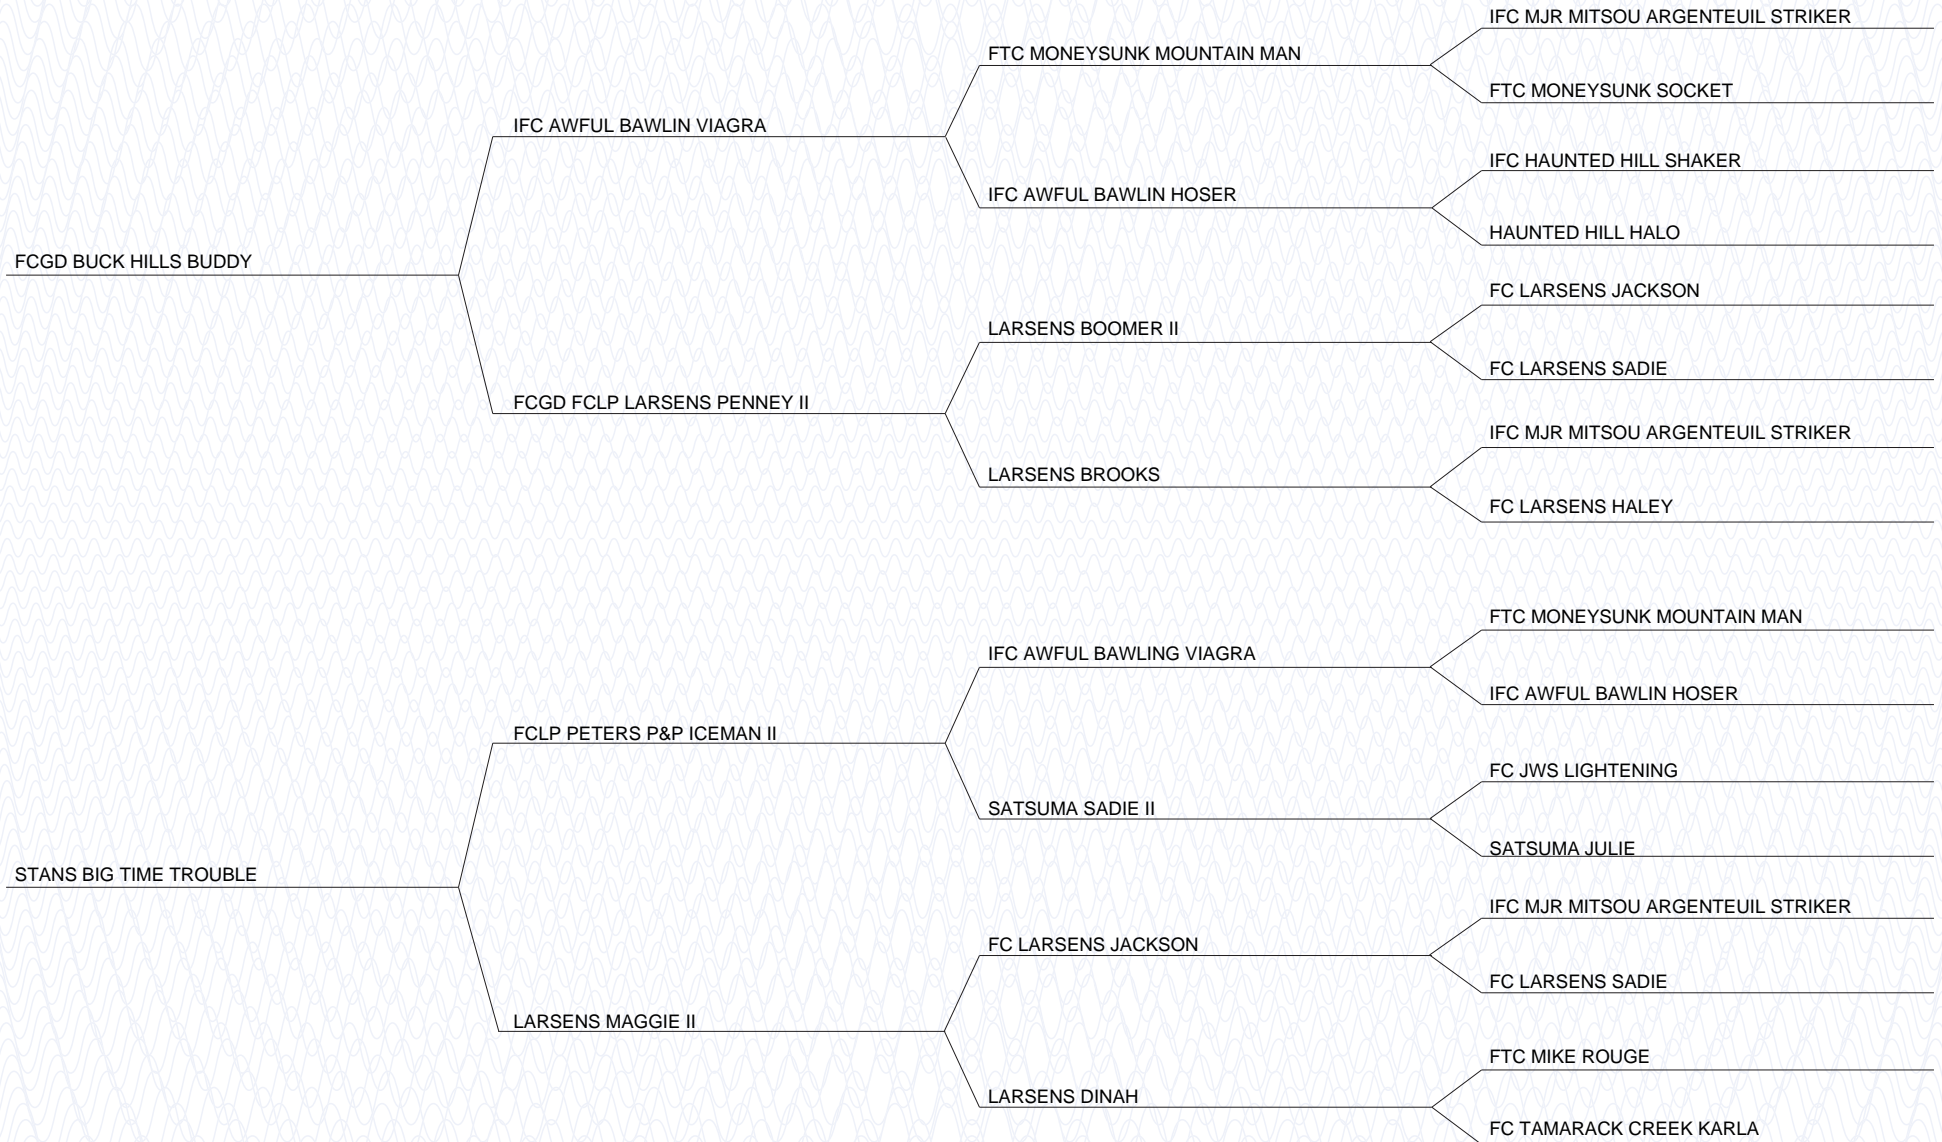 IFC MJR MITSOU ARGENTEUIL STRIKER
FTC MONEYSUNK MOUNTAIN MAN
FTC MONEYSUNK SOCKET
IFC AWFUL BAWLIN VIAGRA
IFC HAUNTED HILL SHAKER
IFC AWFUL BAWLIN HOSER
HAUNTED HILL HALO
FCGD BUCK HILLS BUDDY
FC LARSENS JACKSON
LARSENS BOOMER II
FC LARSENS SADIE
FCGD FCLP LARSENS PENNEY II
IFC MJR MITSOU ARGENTEUIL STRIKER
LARSENS BROOKS
FC LARSENS HALEY
FTC MONEYSUNK MOUNTAIN MAN
IFC AWFUL BAWLING VIAGRA
IFC AWFUL BAWLIN HOSER
FCLP PETERS P&P ICEMAN II
FC JWS LIGHTENING
SATSUMA SADIE II
SATSUMA JULIE
STANS BIG TIME TROUBLE
IFC MJR MITSOU ARGENTEUIL STRIKER
FC LARSENS JACKSON
FC LARSENS SADIE
LARSENS MAGGIE II
FTC MIKE ROUGE
LARSENS DINAH
FC TAMARACK CREEK KARLA